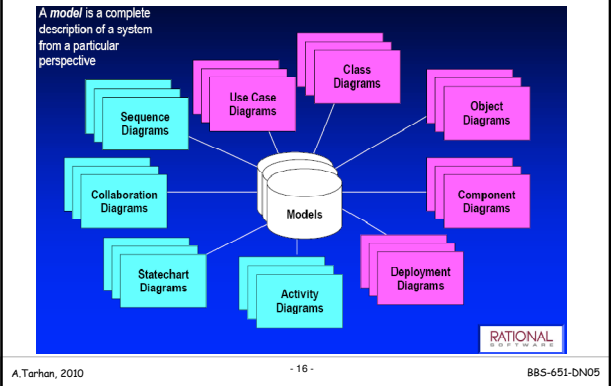 A model is a complete
description of a system
from a particular
perspective
Class
Diagrams
Use Case
Diagrams
Object
Diagrams
Sequence
Diagrams
Collaboration
Diagrams
Component
Diagrams
Models
Statechart
Diagrams
Deployment
Diagrams
Activity
Diagrams
RATIONAL
SOFTWARE
A.Tarhan, 2010
- 16 -
BBS-651-DN05